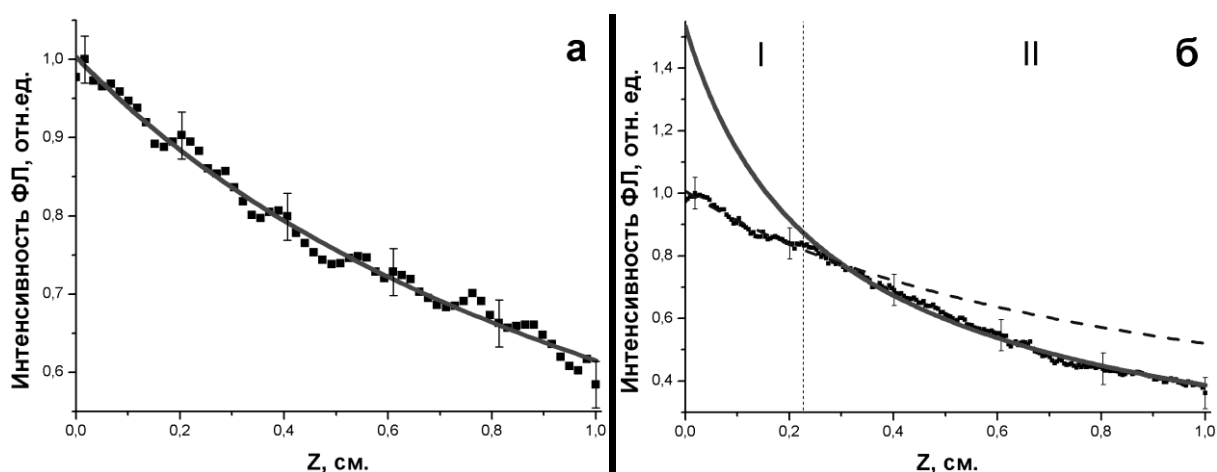 а
Интенсивность ФЛ, отн.ед.
1,0
0,9
0,8
0,7
0,6
0,0
0,2
0,4
0,6
0,8
1,0
Z, см.
I
II
б
Интенсивность ФЛ, отн. ед.
1,4
1,2
1,0
0,8
0,6
0,4
0,0
0,2
0,4
0,6
0,8
1,0
Z, см.